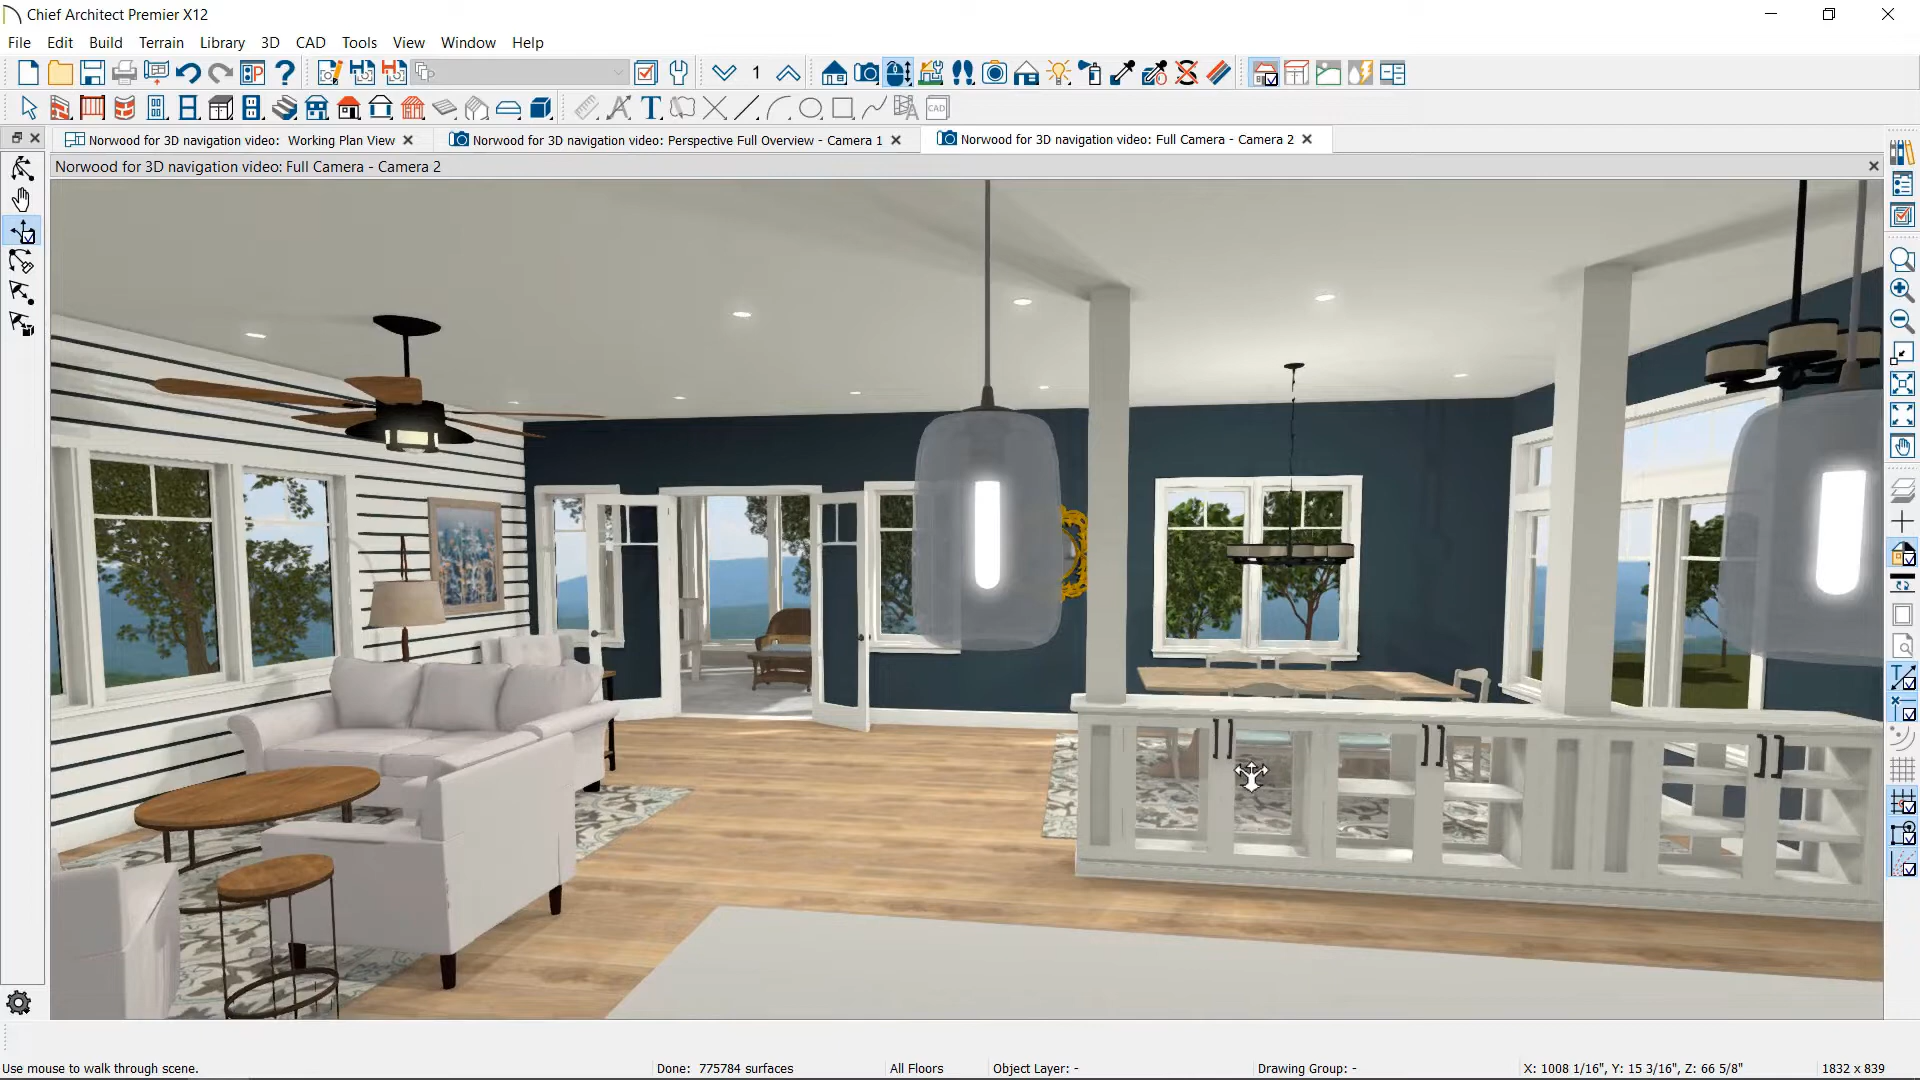 Chief Architect Premier X12
File Edit Build Terrain Library 3D CAD Tools View Window Help
1
CAD
Norwood for 3D navigation video: Working Plan View
Norwood for 3D navigation video: Perspective Full Overview - Camera 1
Norwood for 3D navigation video: Full Camera - Camera 2
Norwood for 3D navigation video: Full Camera - Camera 2
Use mouse to walk through scene. Done: 775784 surfaces All Floors Object Layer: - Drawing Group: - X: 1008 1/16", Y: 15 3/16", Z: 66 5/8" 1832 x 839